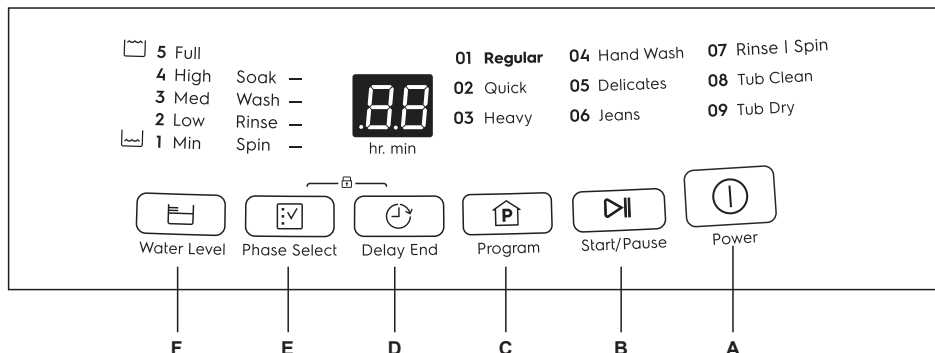 5 Full
4 High
3 Med
2 Low
1 Min
Soak –
Wash –
Rinse –
Spin –
.8.8
hr. min
01 Regular
02 Quick
03 Heavy
04 Hand Wash
05 Delicates
06 Jeans
07 Rinse | Spin
08 Tub Clean
09 Tub Dry
P
Water Level
Phase Select
Delay End
Program
Start/Pause
Power
F
E
D
C
B
A